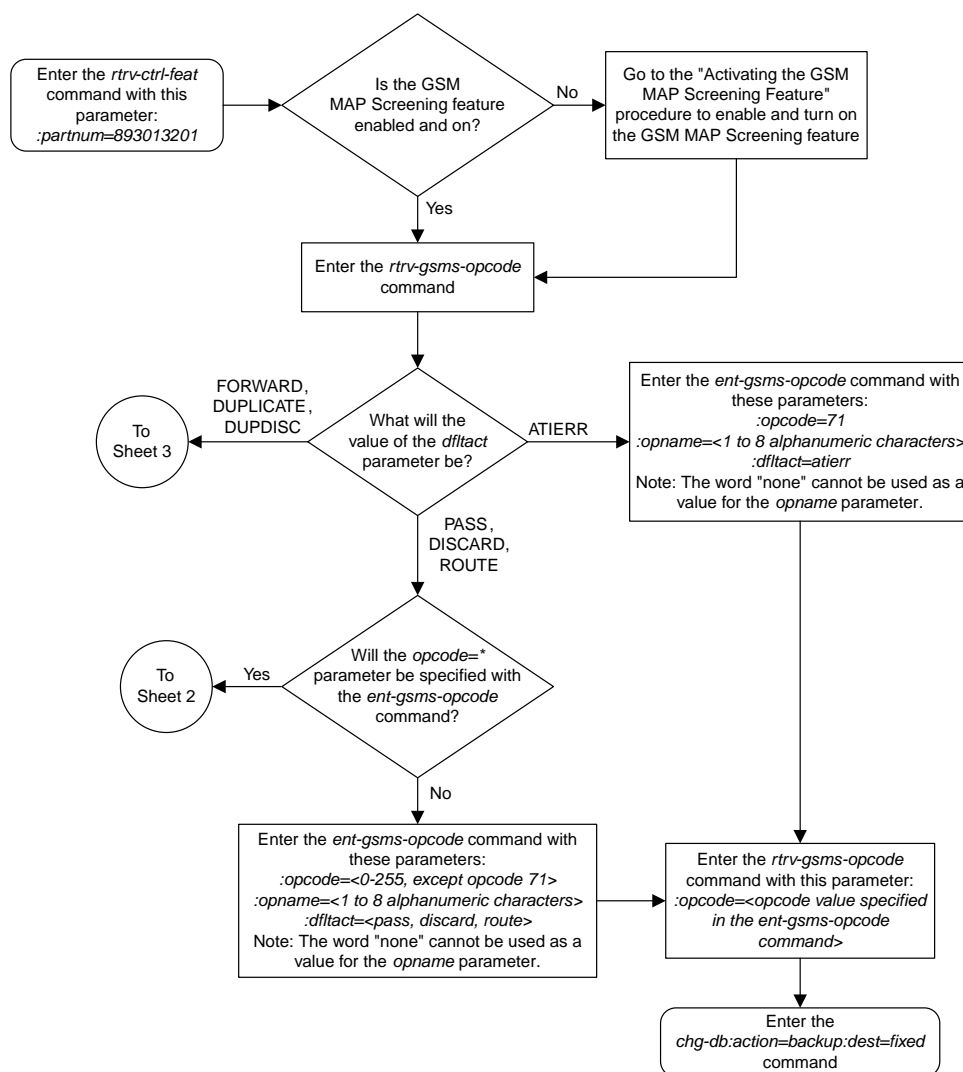 Enter the rtrv-ctrl-feat
command with this
parameter:
:partnum=893013201
Is the GSM
MAP Screening feature
enabled and on?
No
Go to the "Activating the GSM
MAP Screening Feature"
procedure to enable and turn on
the GSM MAP Screening feature
Yes
Enter the rtrv-gsms-opcode
command
What will the
value of the dfltact
parameter be?
FORWARD,
DUPLICATE,
DUPDISC
To
Sheet 3
ATIERR
Enter the ent-gsms-opcode command with
these parameters:
:opcode=71
:opname=<1 to 8 alphanumeric characters>
:dfltact=atierr
Note: The word "none" cannot be used as a
value for the opname parameter.
PASS,
DISCARD,
ROUTE
Will the opcode=*
parameter be specified with
the ent-gsms-opcode
command?
Yes
To
Sheet 2
No
Enter the ent-gsms-opcode command with
these parameters:
:opcode=<0-255, except opcode 71>
:opname=<1 to 8 alphanumeric characters>
:dfltact=<pass, discard, route>
Note: The word "none" cannot be used as a
value for the opname parameter.
Enter the rtrv-gsms-opcode
command with this parameter:
:opcode=<opcode value specified
in the ent-gsms-opcode
command>
Enter the
chg-db:action=backup:dest=fixed
command